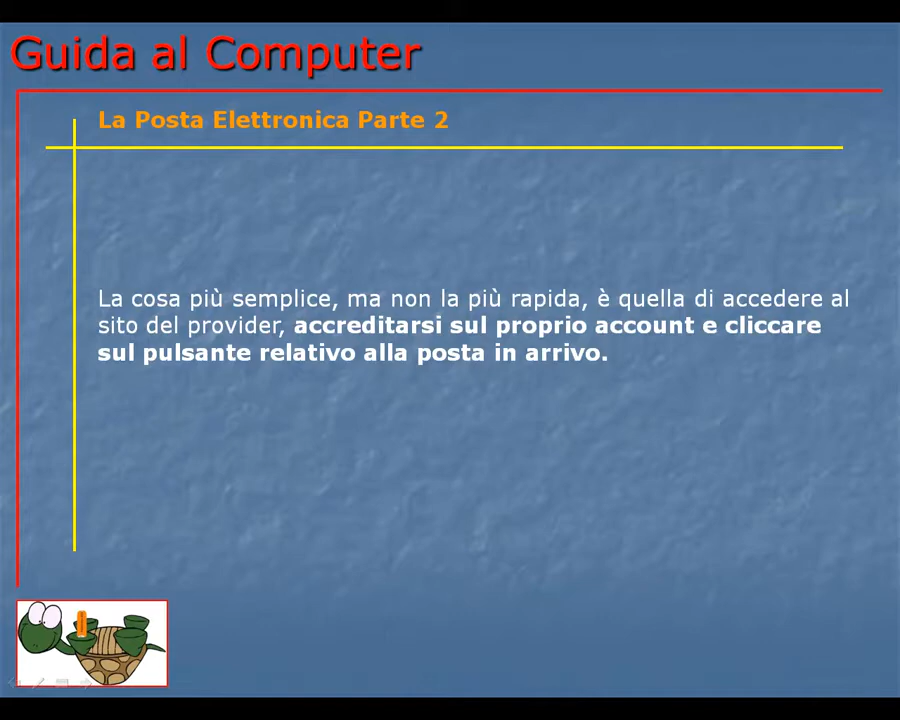 Guida al Computer
La Posta Elettronica Parte 2
La cosa più semplice, ma non la più rapida, è quella di accedere al
sito del provider, accreditarsi sul proprio account e cliccare
sul pulsante relativo alla posta in arrivo.